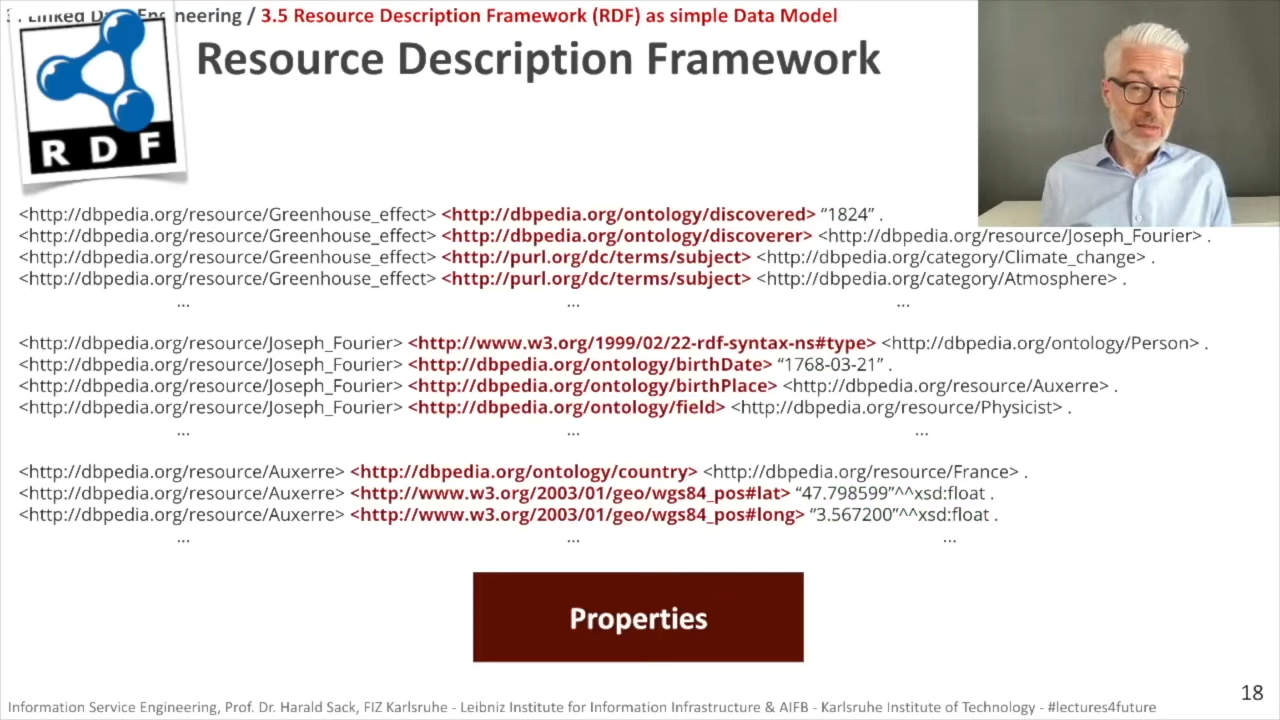 3. Linked Data Engineering / 3.5 Resource Description Framework (RDF) as simple Data Model
Resource Description Framework
RDF
<http://dbpedia.org/resource/Greenhouse_effect> <http://dbpedia.org/ontology/discovered> “1824” .
<http://dbpedia.org/resource/Greenhouse_effect> <http://dbpedia.org/ontology/discoverer> <http://dbpedia.org/resource/Joseph_Fourier> .
<http://dbpedia.org/resource/Greenhouse_effect> <http://purl.org/dc/terms/subject> <http://dbpedia.org/category/Climate_change> .
<http://dbpedia.org/resource/Greenhouse_effect> <http://purl.org/dc/terms/subject> <http://dbpedia.org/category/Atmosphere> .
... ... ...
<http://dbpedia.org/resource/Joseph_Fourier> <http://www.w3.org/1999/02/22-rdf-syntax-ns#type> <http://dbpedia.org/ontology/Person> .
<http://dbpedia.org/resource/Joseph_Fourier> <http://dbpedia.org/ontology/birthDate> “1768-03-21” .
<http://dbpedia.org/resource/Joseph_Fourier> <http://dbpedia.org/ontology/birthPlace> <http://dbpedia.org/resource/Auxerre> .
<http://dbpedia.org/resource/Joseph_Fourier> <http://dbpedia.org/ontology/field> <http://dbpedia.org/resource/Physicist> .
... ... ...
<http://dbpedia.org/resource/Auxerre> <http://dbpedia.org/ontology/country> <http://dbpedia.org/resource/France> .
<http://dbpedia.org/resource/Auxerre> <http://www.w3.org/2003/01/geo/wgs84_pos#lat> “47.798599”^^xsd:float .
<http://dbpedia.org/resource/Auxerre> <http://www.w3.org/2003/01/geo/wgs84_pos#long> “3.567200”^^xsd:float .
... ... ...
Properties
18
Information Service Engineering, Prof. Dr. Harald Sack, FIZ Karlsruhe - Leibniz Institute for Information Infrastructure & AIFB - Karlsruhe Institute of Technology - #lectures4future